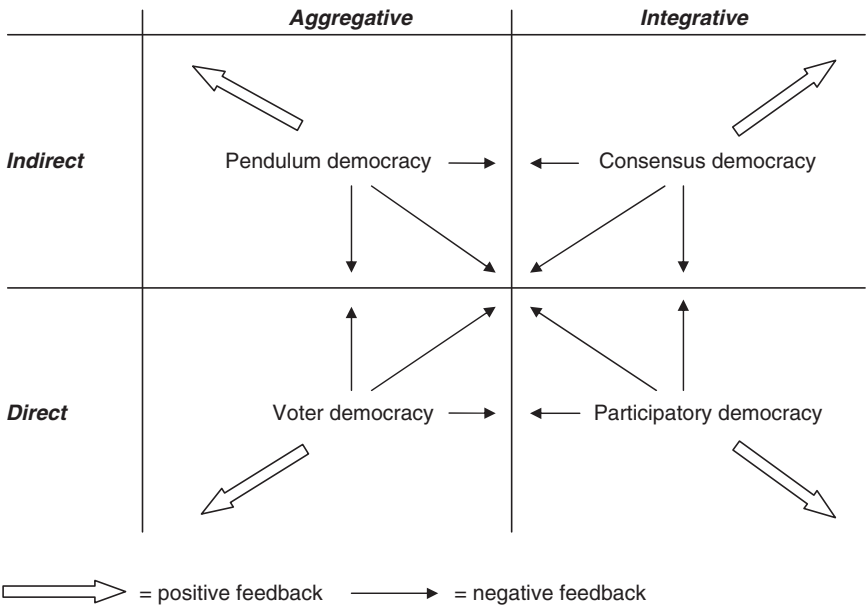 Aggregative Integrative
Indirect Pendulum democracy Consensus democracy
Direct Voter democracy Participatory democracy
= positive feedback = negative feedback